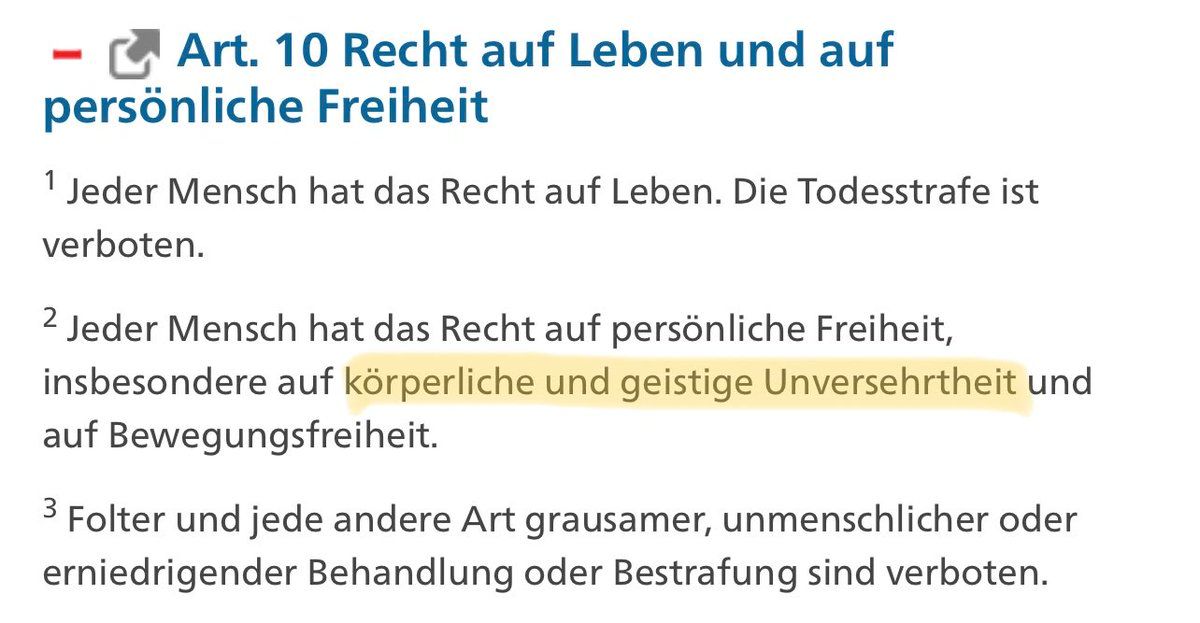 Art. 10 Recht auf Leben und auf
persönliche Freiheit
1 Jeder Mensch hat das Recht auf Leben. Die Todesstrafe ist
verboten.
2 Jeder Mensch hat das Recht auf persönliche Freiheit,
insbesondere auf körperliche und geistige Unversehrtheit und
auf Bewegungsfreiheit.
3 Folter und jede andere Art grausamer, unmenschlicher oder
erniedrigender Behandlung oder Bestrafung sind verboten.